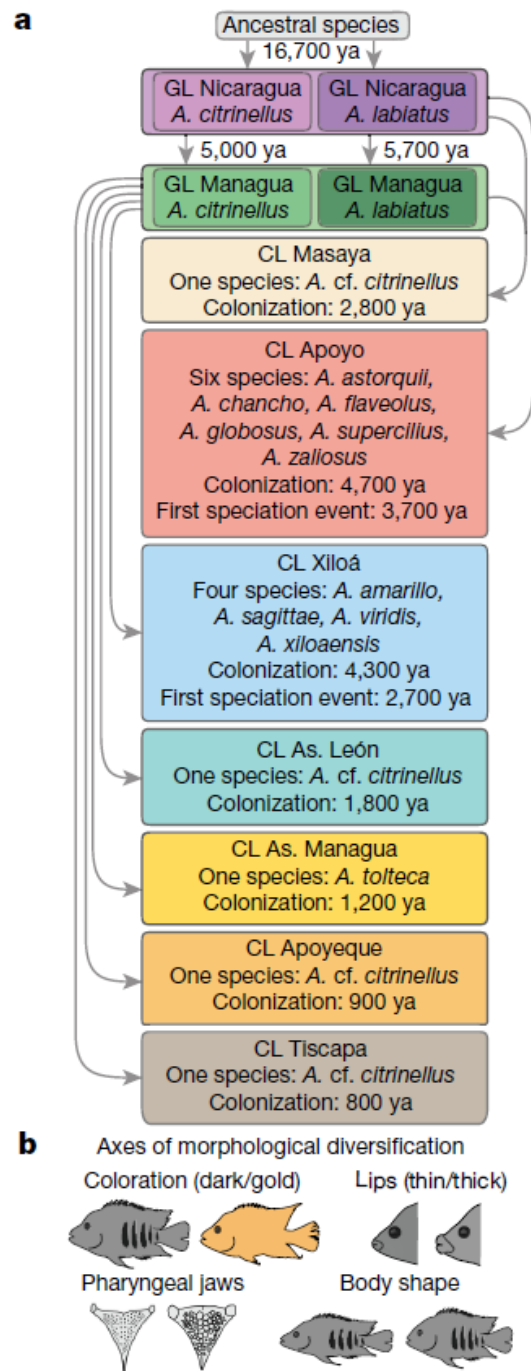 a
Ancestral species
16,700 ya
GL Nicaragua GL Nicaragua
A. citrinellus A. labiatus
5,000 ya 5,700 ya
GL Managua GL Managua
A. citrinellus A. labiatus
CL Masaya
One species: A. cf. citrinellus
Colonization: 2,800 ya
CL Apoyo
Six species: A. astorquii,
A. chancho, A. flaveolus,
A. globosus, A. supercilius,
A. zaliosus
Colonization: 4,700 ya
First speciation event: 3,700 ya
CL Xiloá
Four species: A. amarillo,
A. sagittae, A. viridis,
A. xiloaensis
Colonization: 4,300 ya
First speciation event: 2,700 ya
CL As. León
One species: A. cf. citrinellus
Colonization: 1,800 ya
CL As. Managua
One species: A. tolteca
Colonization: 1,200 ya
CL Apoyeque
One species: A. cf. citrinellus
Colonization: 900 ya
CL Tiscapa
One species: A. cf. citrinellus
Colonization: 800 ya
b
Axes of morphological diversification
Coloration (dark/gold) Lips (thin/thick)
Pharyngeal jaws Body shape